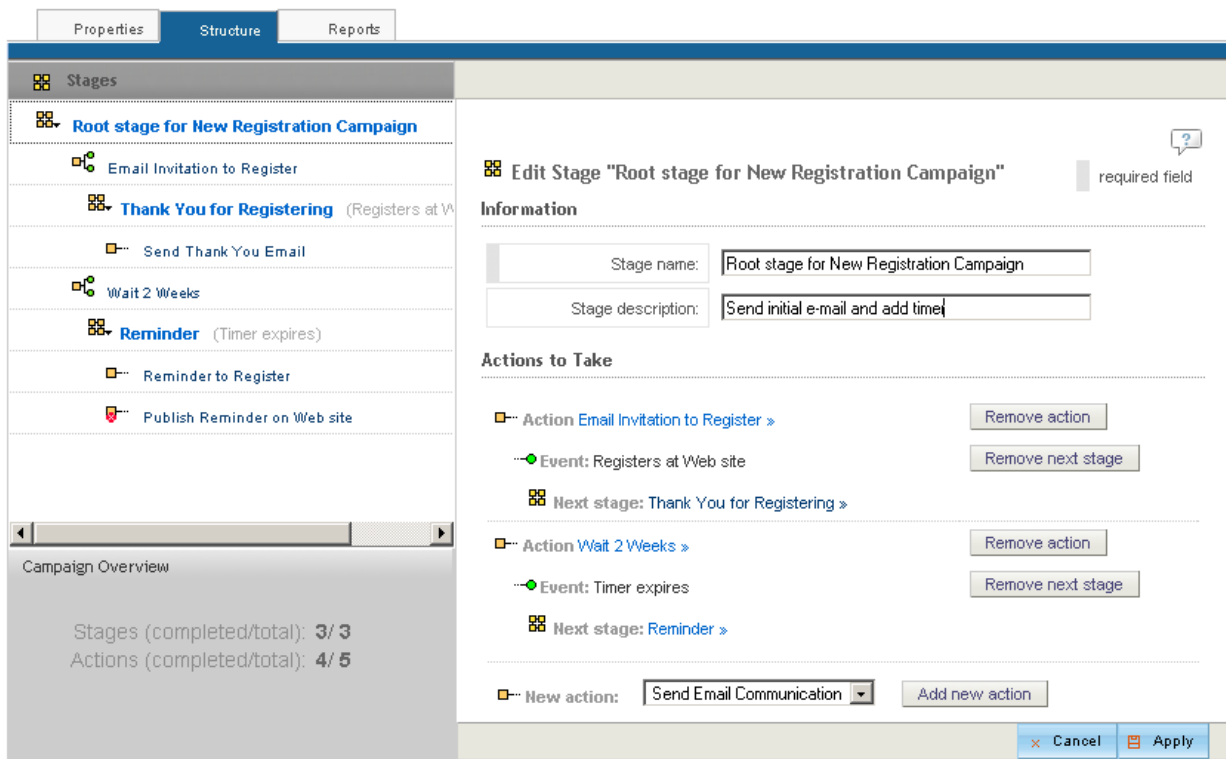 Properties Structure Reports
Stages
Root stage for New Registration Campaign
Email Invitation to Register
Thank You for Registering (Registers at W
Send Thank You Email
Wait 2 Weeks
Reminder (Timer expires)
Reminder to Register
Publish Reminder on Web site
Campaign Overview
Stages (completed/total): 3/ 3
Actions (completed/total): 4/ 5
?
Edit Stage "Root stage for New Registration Campaign"
required field
Information
Stage name: Root stage for New Registration Campaign
Stage description: Send initial e-mail and add timer
Actions to Take
Action Email Invitation to Register » Remove action
Event: Registers at Web site Remove next stage
Next stage: Thank You for Registering »
Action Wait 2 Weeks » Remove action
Event: Timer expires Remove next stage
Next stage: Reminder »
New action: Send Email Communication Add new action
Cancel Apply